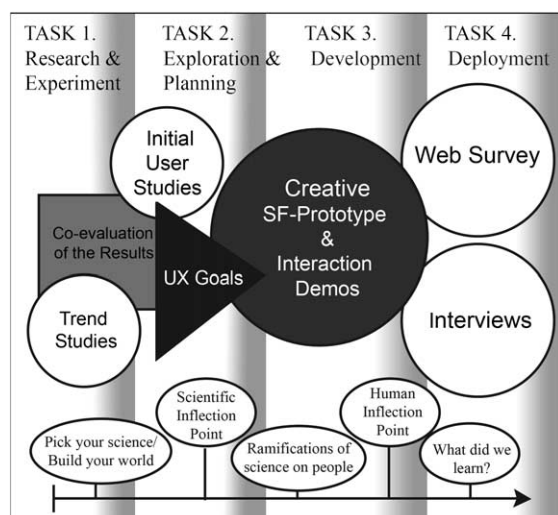 TASK 1.
Research &
Experiment
TASK 2.
Exploration &
Planning
TASK 3.
Development
TASK 4.
Deployment
Initial
User
Studies
Co-evaluation
of the Results
UX Goals
Trend
Studies
Creative
SF-Prototype
&
Interaction
Demos
Web Survey
Interviews
Pick your science/
Build your world
Scientific
Inflection
Point
Ramifications of
science on people
Human
Inflection
Point
What did we
learn?